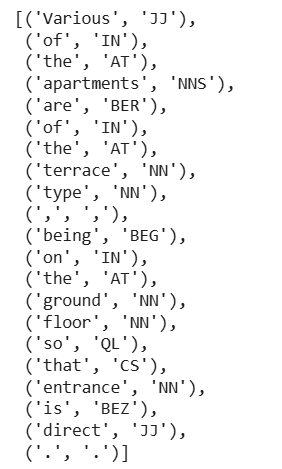 [('Various', 'JJ'),
('of', 'IN'),
('the', 'AT'),
('apartments', 'NNS'),
('are', 'BER'),
('of', 'IN'),
('the', 'AT'),
('terrace', 'NN'),
('type', 'NN'),
(',', ','),
('being', 'BEG'),
('on', 'IN'),
('the', 'AT'),
('ground', 'NN'),
('floor', 'NN'),
('so', 'QL'),
('that', 'CS'),
('entrance', 'NN'),
('is', 'BEZ'),
('direct', 'JJ'),
('.', '.')]